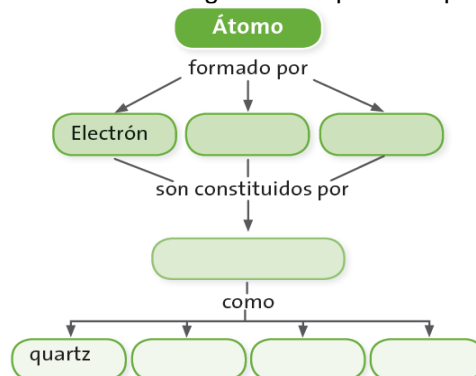 Átomo
formado por
Electrón
son constituidos por
como
quartz